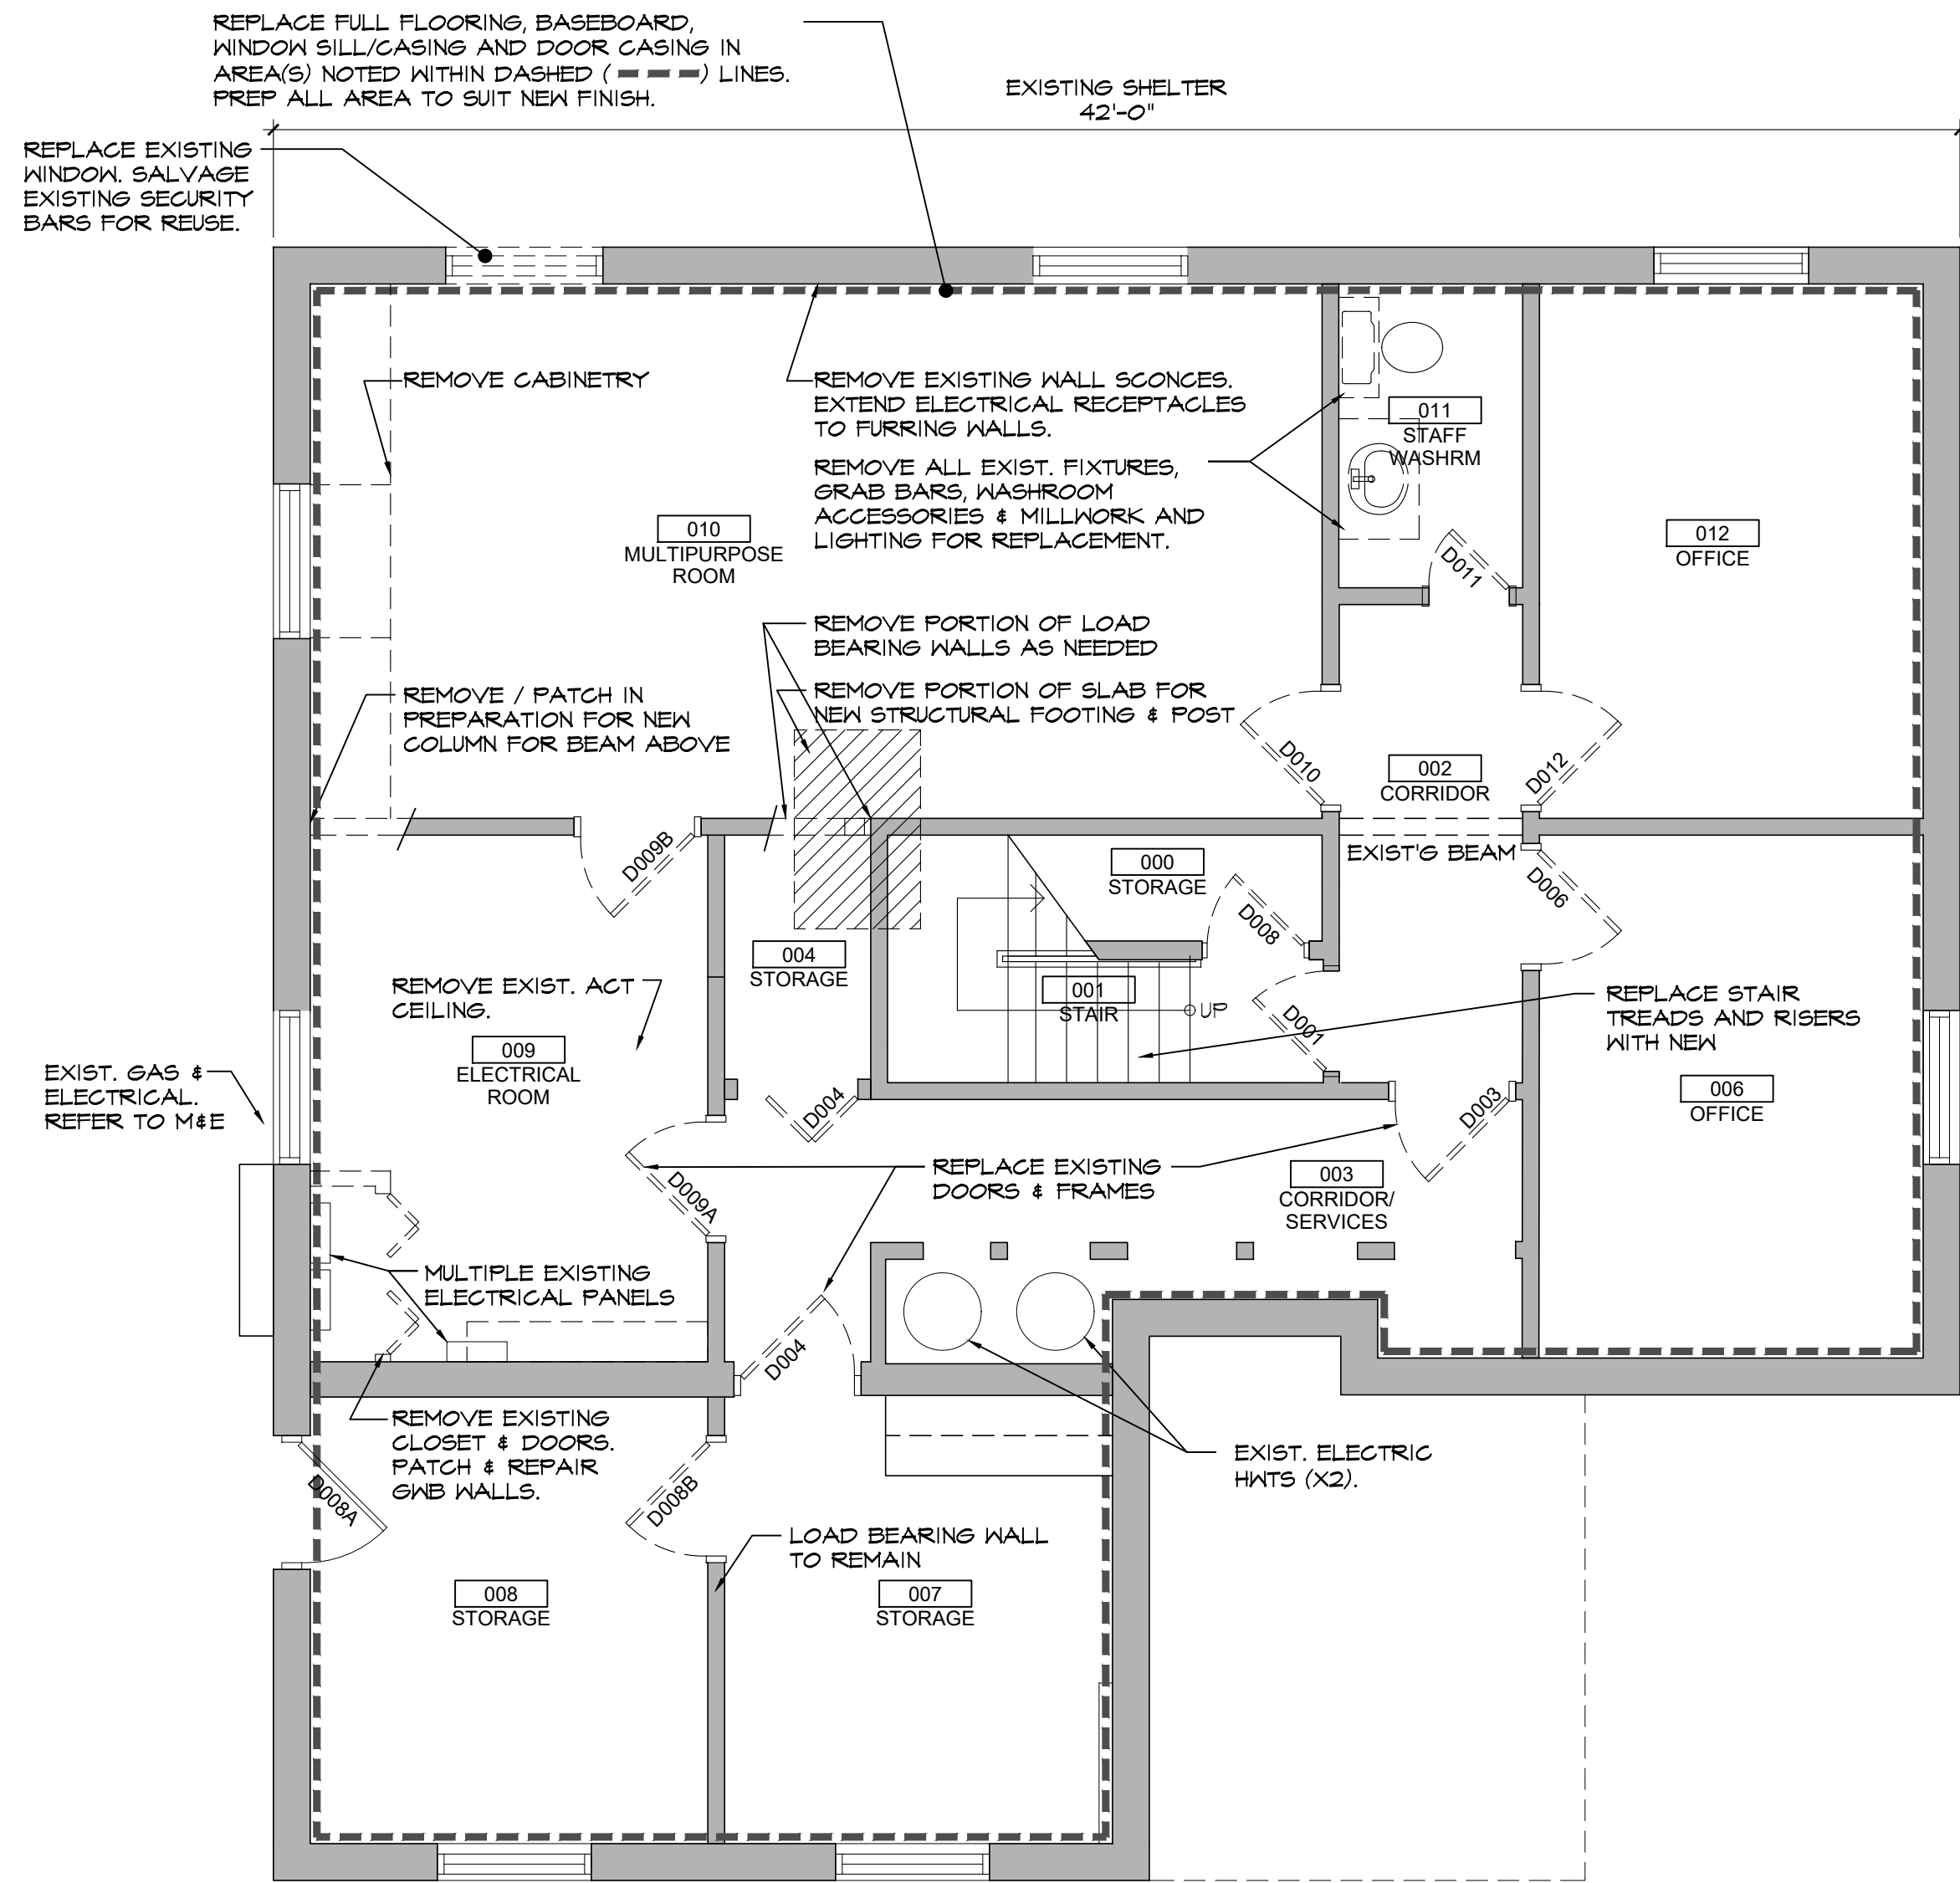 REPLACE FULL FLOORING, BASEBOARD,
WINDOW SILL/CASING AND DOOR CASING IN
AREA(S) NOTED WITHIN DASHED ( ) LINES.
PREP ALL AREA TO SUIT NEW FINISH.
EXISTING SHELTER
42'-0"
REPLACE EXISTING
WINDOW. SALVAGE
EXISTING SECURITY
BARS FOR REUSE.
REMOVE CABINETRY
REMOVE EXISTING WALL SCONCES.
EXTEND ELECTRICAL RECEPTACLES
TO FURRING WALLS.
REMOVE ALL EXIST. FIXTURES,
GRAB BARS, WASHROOM
ACCESSORIES & MILLWORK AND
LIGHTING FOR REPLACEMENT.
011
STAFF
WASHRM
010
MULTIPURPOSE
ROOM
012
OFFICE
D011
REMOVE PORTION OF LOAD
BEARING WALLS AS NEEDED
REMOVE PORTION OF SLAB FOR
NEW STRUCTURAL FOOTING & POST
REMOVE / PATCH IN
PREPARATION FOR NEW
COLUMN FOR BEAM ABOVE
D010
002
CORRIDOR
D012
D009B
000
STORAGE
EXIST'G BEAM
D006
D008
004
STORAGE
001
STAIR
UP
D001
REMOVE EXIST. ACT
CEILING.
009
ELECTRICAL
ROOM
REPLACE STAIR
TREADS AND RISERS
WITH NEW
006
OFFICE
EXIST. GAS &
ELECTRICAL.
REFER TO M&E
D004
D003
REPLACE EXISTING
DOORS & FRAMES
003
CORRIDOR/
SERVICES
D009A
MULTIPLE EXISTING
ELECTRICAL PANELS
D004
REMOVE EXISTING
CLOSET & DOORS.
PATCH & REPAIR
GWB WALLS.
D008A
D008B
EXIST. ELECTRIC
HWTS (X2).
LOAD BEARING WALL
TO REMAIN
008
STORAGE
007
STORAGE